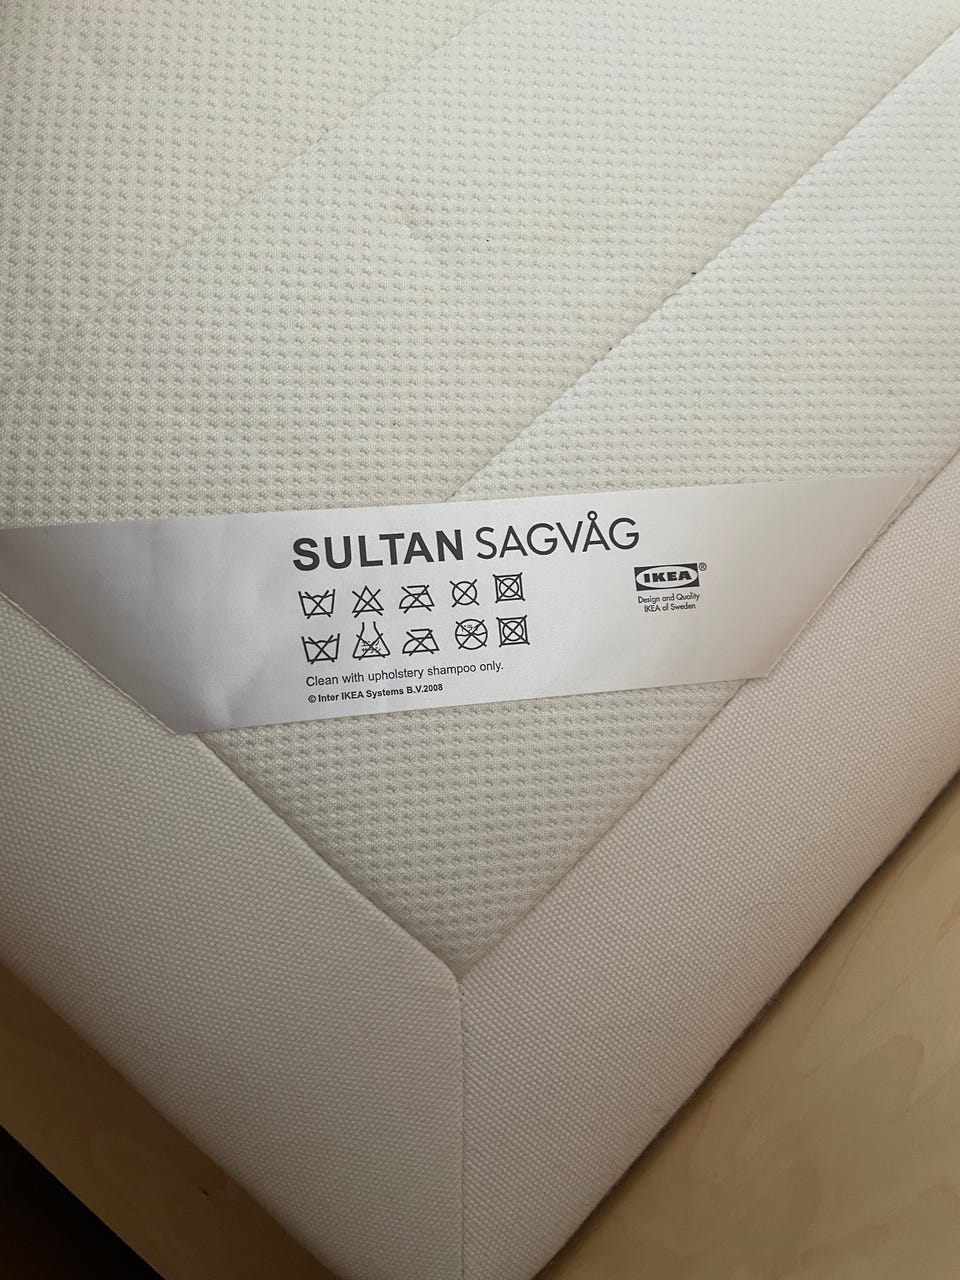 SULTAN SAGVÅG
IKEA®
Design and Quality
IKEA of Sweden
Clean with upholstery shampoo only.
© Inter IKEA Systems B.V.2008